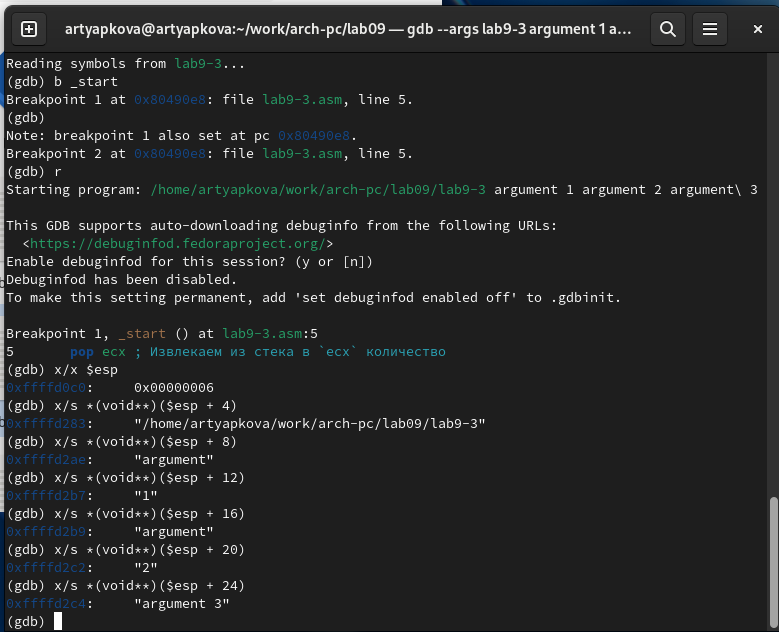 artyapkova@artyapkova:~/work/arch-pc/lab09 — gdb --args lab9-3 argument 1 a...
Reading symbols from lab9-3...
(gdb) b _start
Breakpoint 1 at 0x80490e8: file lab9-3.asm, line 5.
(gdb)
Note: breakpoint 1 also set at pc 0x80490e8.
Breakpoint 2 at 0x80490e8: file lab9-3.asm, line 5.
(gdb) r
Starting program: /home/artyapkova/work/arch-pc/lab09/lab9-3 argument 1 argument 2 argument\ 3

This GDB supports auto-downloading debuginfo from the following URLs:
  <https://debuginfod.fedoraproject.org/>
Enable debuginfod for this session? (y or [n])
Debuginfod has been disabled.
To make this setting permanent, add 'set debuginfod enabled off' to .gdbinit.

Breakpoint 1, _start () at lab9-3.asm:5
5       pop ecx ; Извлекаем из стека в `ecx` количество
(gdb) x/x $esp
0xffffd0c0:     0x00000006
(gdb) x/s *(void**)($esp + 4)
0xffffd283:     "/home/artyapkova/work/arch-pc/lab09/lab9-3"
(gdb) x/s *(void**)($esp + 8)
0xffffd2ae:     "argument"
(gdb) x/s *(void**)($esp + 12)
0xffffd2b7:     "1"
(gdb) x/s *(void**)($esp + 16)
0xffffd2b9:     "argument"
(gdb) x/s *(void**)($esp + 20)
0xffffd2c2:     "2"
(gdb) x/s *(void**)($esp + 24)
0xffffd2c4:     "argument 3"
(gdb)